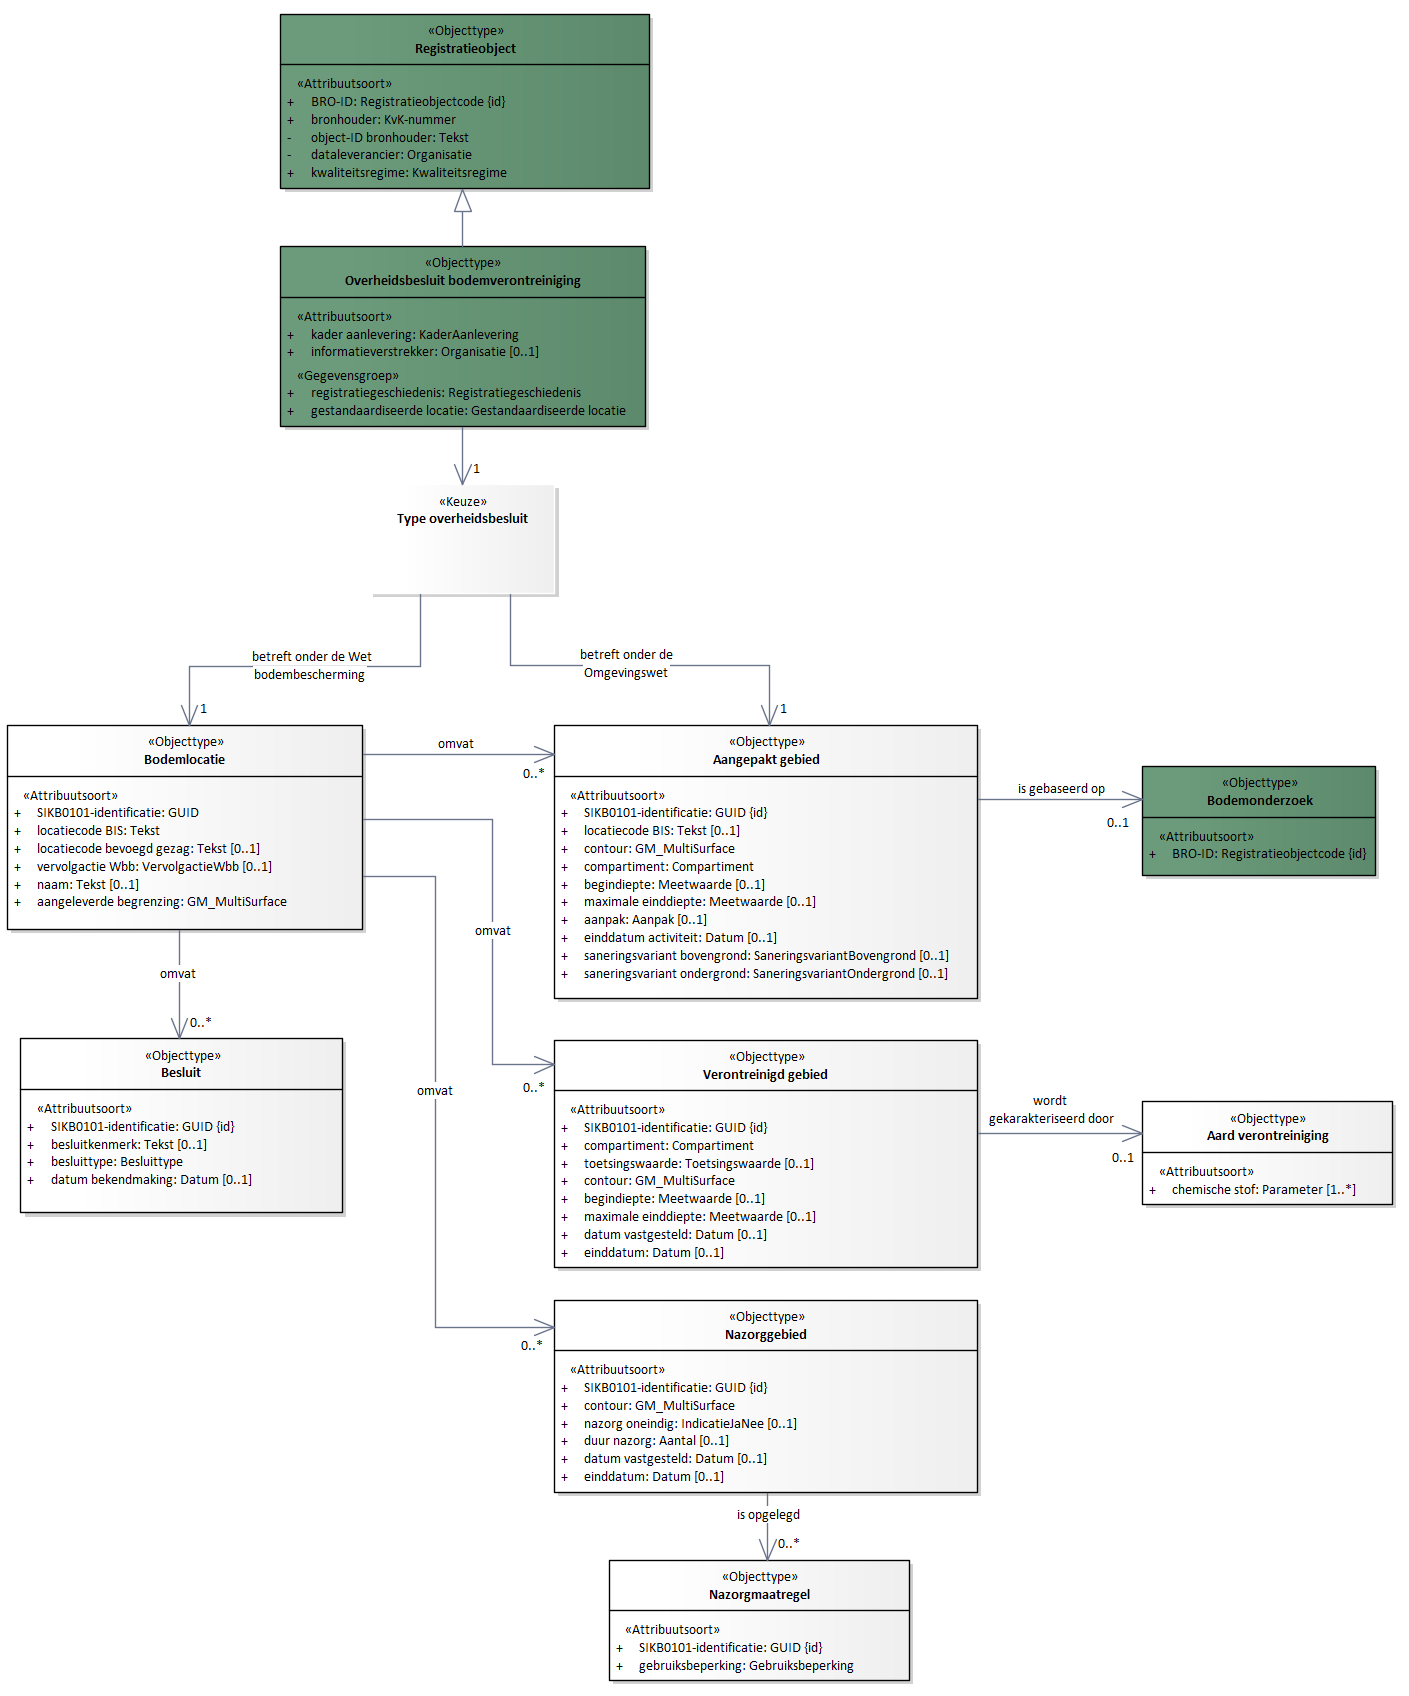 «Objecttype»
Registratieobject
«Attribuutsoort»
+ BRO-ID: Registratieobjectcode {id}
+ bronhouder: KvK-nummer
- object-ID bronhouder: Tekst
- dataleverancier: Organisatie
+ kwaliteitsregime: Kwaliteitsregime
«Objecttype»
Overheidsbesluit bodemverontreiniging
«Attribuutsoort»
+ kader aanlevering: KaderAanlevering
+ informatieverstrekker: Organisatie [0..1]
«Gegevensgroep»
+ registratiegeschiedenis: Registratiegeschiedenis
+ gestandaardiseerde locatie: Gestandaardiseerde locatie
1
«Keuze»
Type overheidsbesluit
betreft onder de Wet
bodembescherming
1
betreft onder de
Omgevingswet
1
«Objecttype»
Bodemlocatie
«Attribuutsoort»
+ SIKB0101-identificatie: GUID
+ locatiecode BIS: Tekst
+ locatiecode bevoegd gezag: Tekst [0..1]
+ vervolgactie Wbb: VervolgactieWbb [0..1]
+ naam: Tekst [0..1]
+ aangeleverde begrenzing: GM_MultiSurface
omvat
0..*
«Objecttype»
Aangepakt gebied
«Attribuutsoort»
+ SIKB0101-identificatie: GUID {id}
+ locatiecode BIS: Tekst [0..1]
+ contour: GM_MultiSurface
+ compartiment: Compartiment
+ begindiepte: Meetwaarde [0..1]
+ maximale einddiepte: Meetwaarde [0..1]
+ aanpak: Aanpak [0..1]
+ einddatum activiteit: Datum [0..1]
+ saneringsvariant bovengrond: SaneringsvariantBovengrond [0..1]
+ saneringsvariant ondergrond: SaneringsvariantOndergrond [0..1]
is gebaseerd op
0..1
«Objecttype»
Bodemonderzoek
«Attribuutsoort»
+ BRO-ID: Registratieobjectcode {id}
omvat
0..*
omvat
0..*
omvat
0..*
«Objecttype»
Besluit
«Attribuutsoort»
+ SIKB0101-identificatie: GUID {id}
+ besluitkenmerk: Tekst [0..1]
+ besluittype: Besluittype
+ datum bekendmaking: Datum [0..1]
«Objecttype»
Verontreinigd gebied
«Attribuutsoort»
+ SIKB0101-identificatie: GUID {id}
+ compartiment: Compartiment
+ toetsingswaarde: Toetsingswaarde [0..1]
+ contour: GM_MultiSurface
+ begindiepte: Meetwaarde [0..1]
+ maximale einddiepte: Meetwaarde [0..1]
+ datum vastgesteld: Datum [0..1]
+ einddatum: Datum [0..1]
wordt
gekarakteriseerd door
0..1
«Objecttype»
Aard verontreiniging
«Attribuutsoort»
+ chemische stof: Parameter [1..*]
«Objecttype»
Nazorggebied
«Attribuutsoort»
+ SIKB0101-identificatie: GUID {id}
+ contour: GM_MultiSurface
+ nazorg oneindig: IndicatieJaNee [0..1]
+ duur nazorg: Aantal [0..1]
+ datum vastgesteld: Datum [0..1]
+ einddatum: Datum [0..1]
is opgelegd
0..*
«Objecttype»
Nazorgmaatregel
«Attribuutsoort»
+ SIKB0101-identificatie: GUID {id}
+ gebruiksbeperking: Gebruiksbeperking